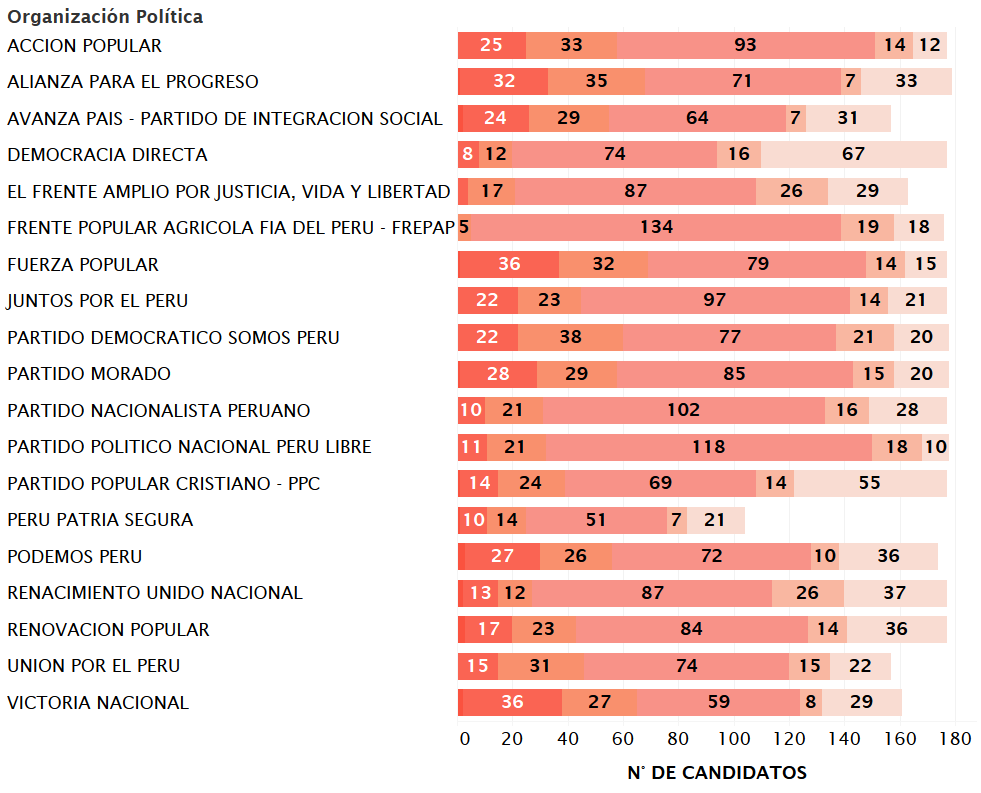 Organización Política
ACCION POPULAR 25 33 93 14 12
ALIANZA PARA EL PROGRESO 32 35 71 7 33
AVANZA PAIS - PARTIDO DE INTEGRACION SOCIAL 24 29 64 7 31
DEMOCRACIA DIRECTA 8 12 74 16 67
EL FRENTE AMPLIO POR JUSTICIA, VIDA Y LIBERTAD 17 87 26 29
FRENTE POPULAR AGRICOLA FIA DEL PERU - FREPAP 5 134 19 18
FUERZA POPULAR 36 32 79 14 15
JUNTOS POR EL PERU 22 23 97 14 21
PARTIDO DEMOCRATICO SOMOS PERU 22 38 77 21 20
PARTIDO MORADO 28 29 85 15 20
PARTIDO NACIONALISTA PERUANO 10 21 102 16 28
PARTIDO POLITICO NACIONAL PERU LIBRE 11 21 118 18 10
PARTIDO POPULAR CRISTIANO - PPC 14 24 69 14 55
PERU PATRIA SEGURA 10 14 51 7 21
PODEMOS PERU 27 26 72 10 36
RENACIMIENTO UNIDO NACIONAL 13 12 87 26 37
RENOVACION POPULAR 17 23 84 14 36
UNION POR EL PERU 15 31 74 15 22
VICTORIA NACIONAL 36 27 59 8 29
0 20 40 60 80 100 120 140 160 180
N° DE CANDIDATOS